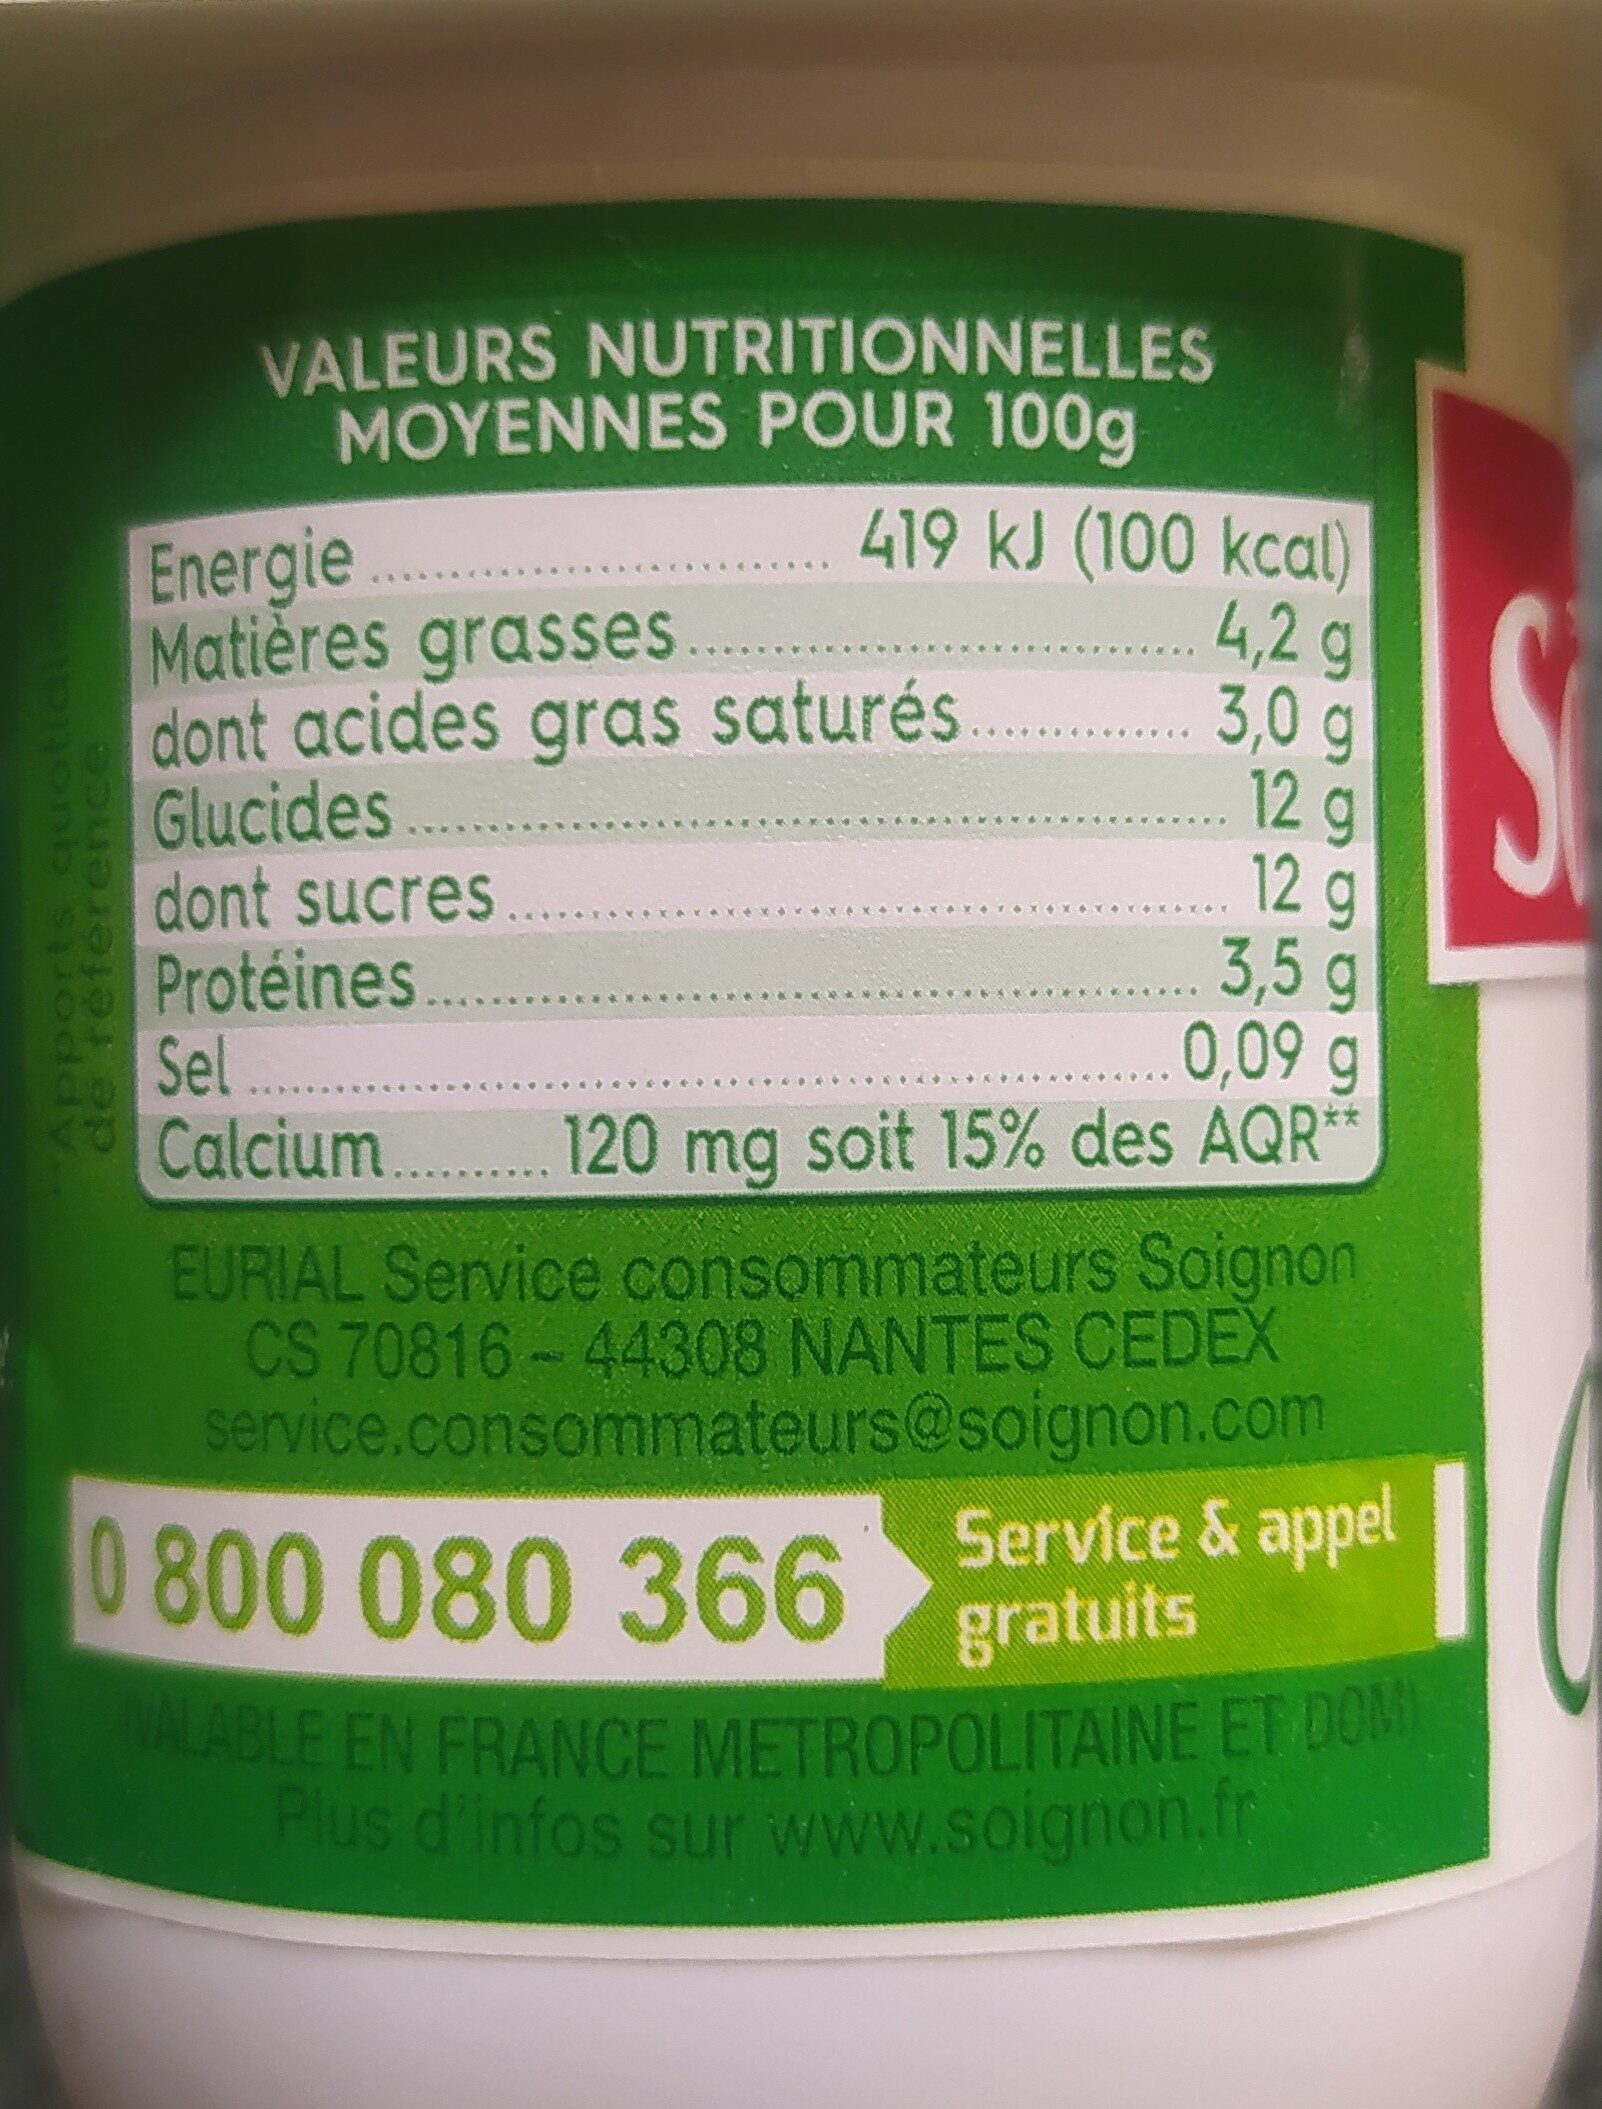 VALEURS NUTRITIONNELLES
MOYENNES POUR 100g
Energie .............................. 419 kJ (100 kcal)
Matières grasses ................................. 4,2 g
dont acides gras saturés .............. 3,0 g
Glucides ....................................................... 12 g
dont sucres ................................................ 12 g
Protéines .................................................. 3,5 g
Sel ............................................................ 0,09 g
Calcium .......... 120 mg soit 15% des AQR**
**Apports
de référence
EURIAL Service consommateurs Soignon
CS 70816 – 44308 NANTES CEDEX
service.consommateurs@soignon.com
0 800 080 366
Service & appel
gratuits
VALABLE EN FRANCE METROPOLITAINE ET DOM
Plus d'infos sur www.soignon.fr